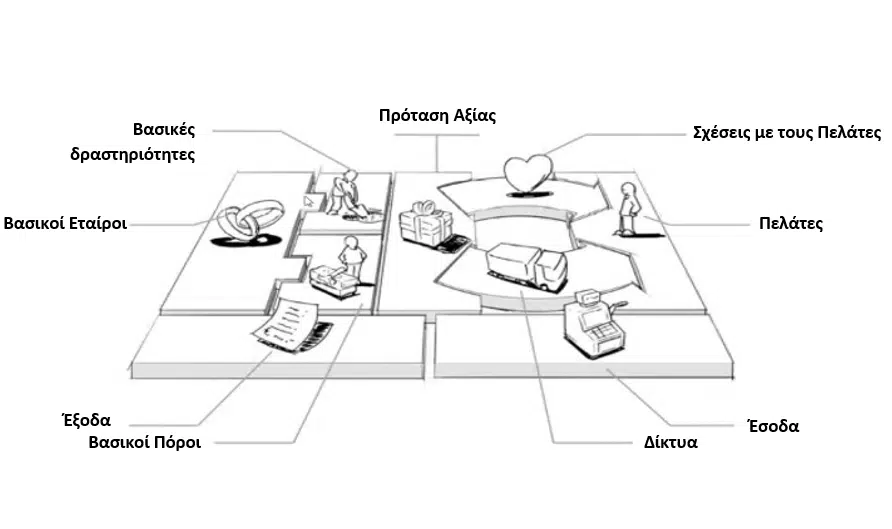 Πρόταση Αξίας
Βασικές
δραστηριότητες
Σχέσεις με τους Πελάτες
Βασικοί Εταίροι
Πελάτες
Έξοδα
Βασικοί Πόροι
Δίκτυα
Έσοδα